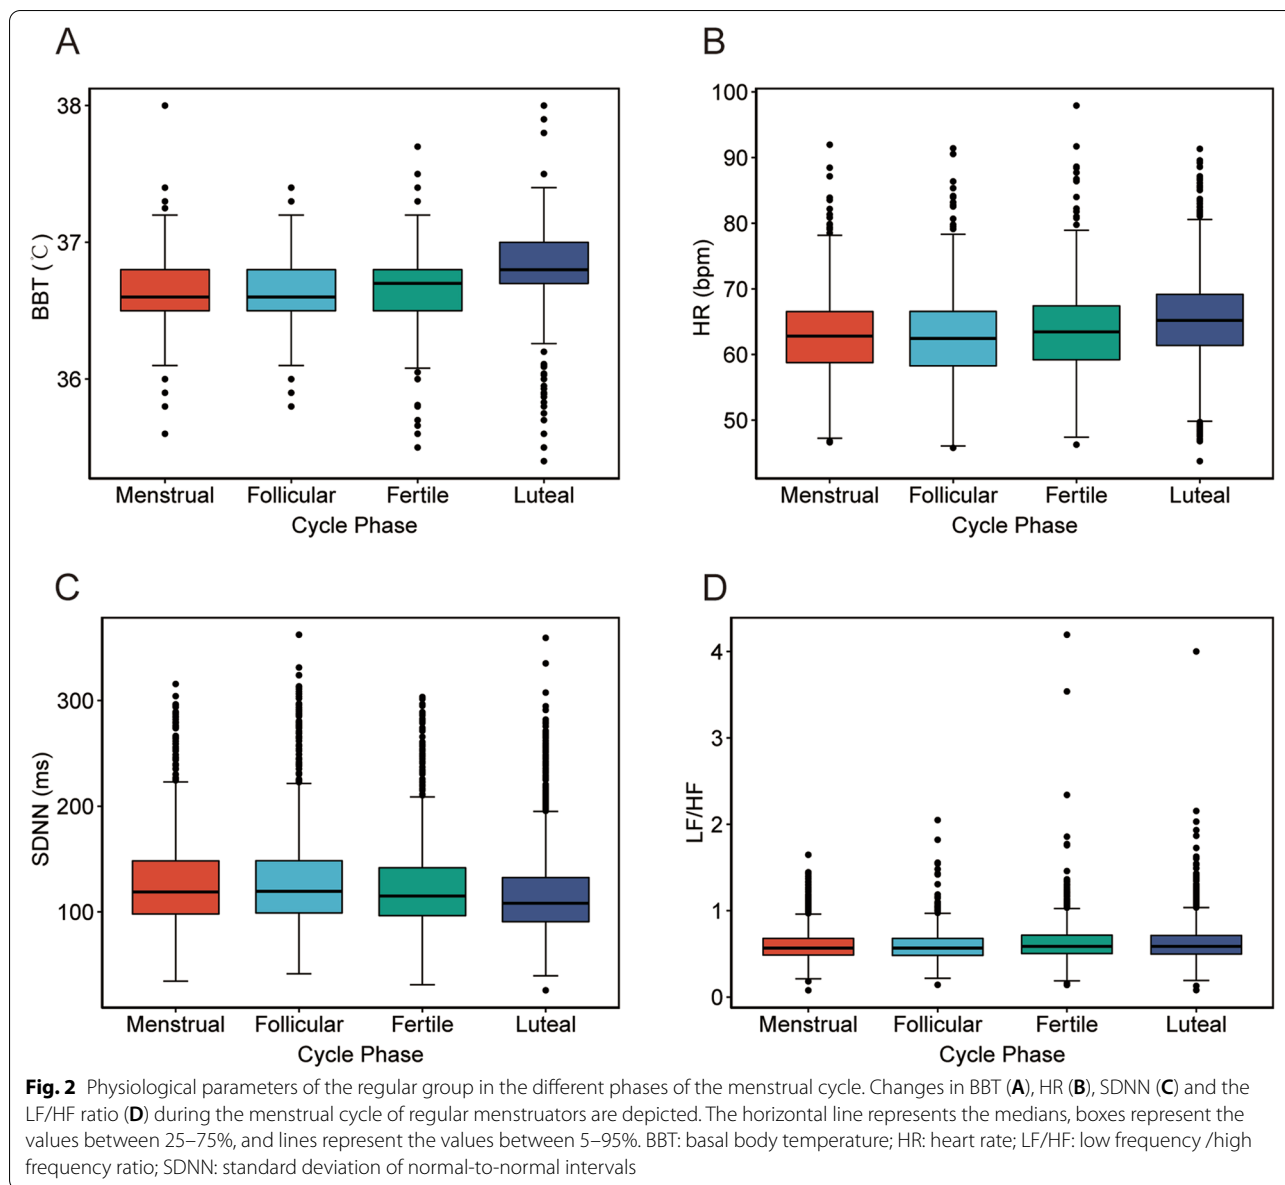 A
38
37
36
BBT (℃)
Menstrual Follicular Fertile Luteal
Cycle Phase
B
100
90
80
70
60
50
HR (bpm)
Menstrual Follicular Fertile Luteal
Cycle Phase
C
300
200
100
SDNN (ms)
Menstrual Follicular Fertile Luteal
Cycle Phase
D
4
3
2
1
0
LF/HF
Menstrual Follicular Fertile Luteal
Cycle Phase
Fig. 2 Physiological parameters of the regular group in the different phases of the menstrual cycle. Changes in BBT (A), HR (B), SDNN (C) and the
LF/HF ratio (D) during the menstrual cycle of regular menstruators are depicted. The horizontal line represents the medians, boxes represent the
values between 25–75%, and lines represent the values between 5–95%. BBT: basal body temperature; HR: heart rate; LF/HF: low frequency /high
frequency ratio; SDNN: standard deviation of normal-to-normal intervals